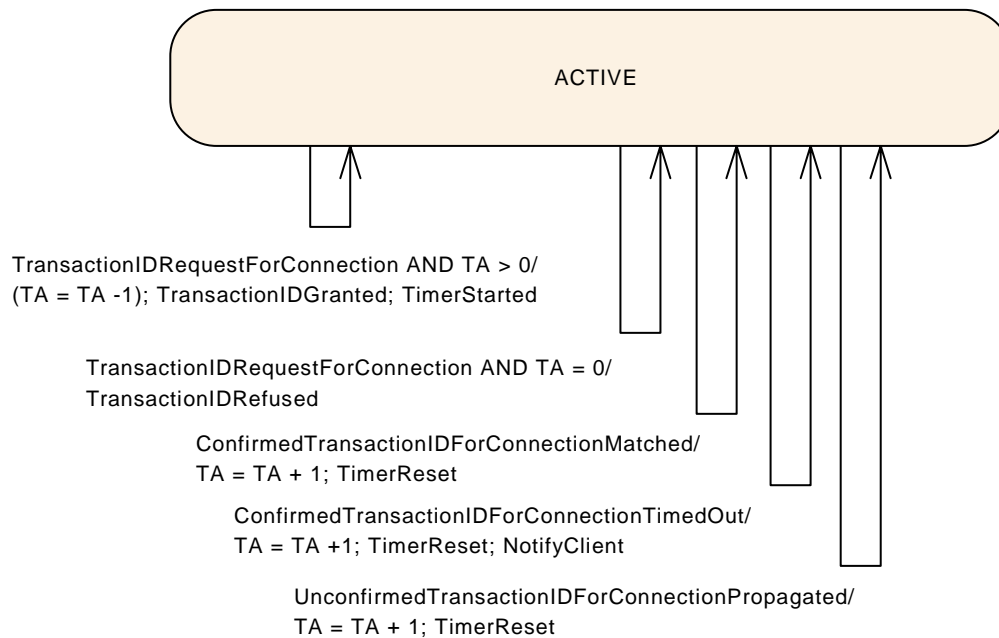 ACTIVE
TransactionIDRequestForConnection AND TA > 0/
(TA = TA -1); TransactionIDGranted; TimerStarted
TransactionIDRequestForConnection AND TA = 0/
TransactionIDRefused
ConfirmedTransactionIDForConnectionMatched/
TA = TA + 1; TimerReset
ConfirmedTransactionIDForConnectionTimedOut/
TA = TA +1; TimerReset; NotifyClient
UnconfirmedTransactionIDForConnectionPropagated/
TA = TA + 1; TimerReset